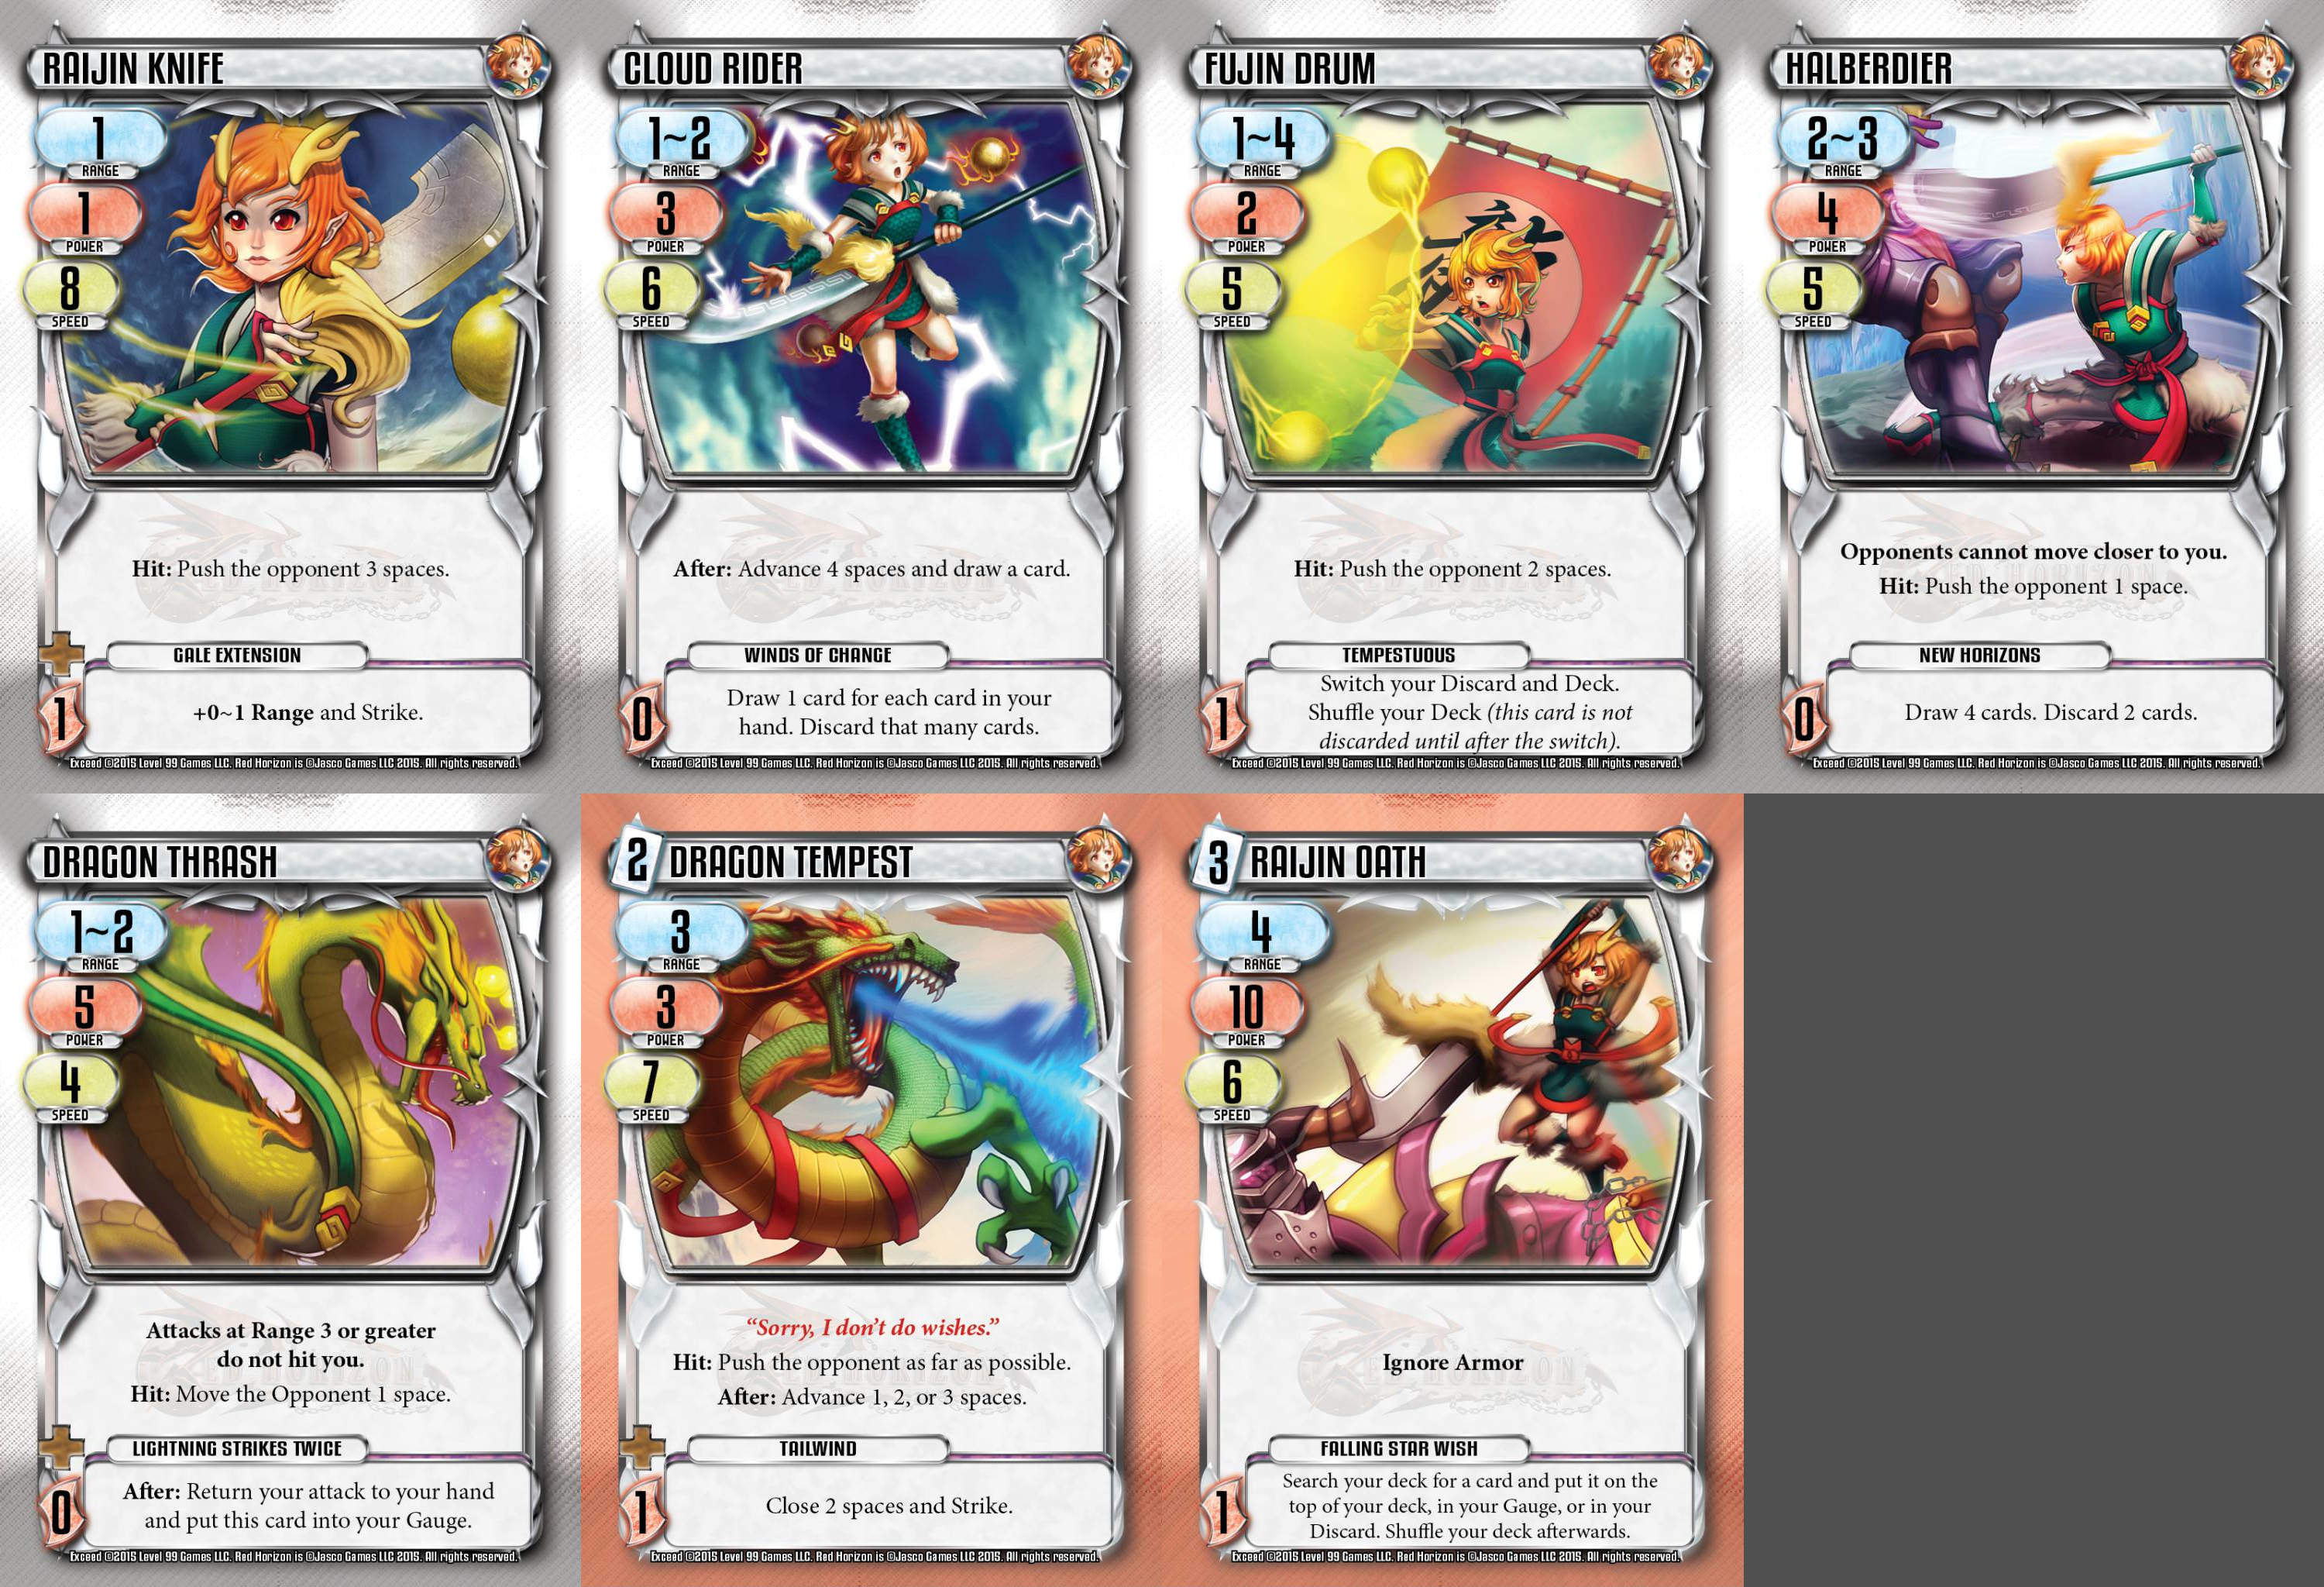 RAIJIN KNIFE
1
RANGE
1
POWER
8
SPEED
Hit: Push the opponent 3 spaces.
GALE EXTENSION
1
+0~1 Range and Strike.
Exceed ©2015 Level 99 Games LLC. Red Horizon is ©Jasco Games LLC 2015. All rights reserved.
CLOUD RIDER
1~2
RANGE
3
POWER
6
SPEED
After: Advance 4 spaces and draw a card.
WINDS OF CHANGE
0
Draw 1 card for each card in your
hand. Discard that many cards.
Exceed ©2015 Level 99 Games LLC. Red Horizon is ©Jasco Games LLC 2015. All rights reserved.
FUJIN DRUM
1~4
RANGE
2
POWER
5
SPEED
Hit: Push the opponent 2 spaces.
TEMPESTUOUS
1
Switch your Discard and Deck.
Shuffle your Deck (this card is not
discarded until after the switch).
Exceed ©2015 Level 99 Games LLC. Red Horizon is ©Jasco Games LLC 2015. All rights reserved.
HALBERDIER
2~3
RANGE
4
POWER
5
SPEED
Opponents cannot move closer to you.
Hit: Push the opponent 1 space.
NEW HORIZONS
0
Draw 4 cards. Discard 2 cards.
Exceed ©2015 Level 99 Games LLC. Red Horizon is ©Jasco Games LLC 2015. All rights reserved.
DRAGON THRASH
1~2
RANGE
5
POWER
4
SPEED
Attacks at Range 3 or greater
do not hit you.
Hit: Move the Opponent 1 space.
LIGHTNING STRIKES TWICE
0
After: Return your attack to your hand
and put this card into your Gauge.
Exceed ©2015 Level 99 Games LLC. Red Horizon is ©Jasco Games LLC 2015. All rights reserved.
2 DRAGON TEMPEST
3
RANGE
3
POWER
7
SPEED
“Sorry, I don’t do wishes.”
Hit: Push the opponent as far as possible.
After: Advance 1, 2, or 3 spaces.
TAILWIND
1
Close 2 spaces and Strike.
Exceed ©2015 Level 99 Games LLC. Red Horizon is ©Jasco Games LLC 2015. All rights reserved.
3 RAIJIN OATH
4
RANGE
10
POWER
6
SPEED
Ignore Armor
FALLING STAR WISH
1
Search your deck for a card and put it on the
top of your deck, in your Gauge, or in your
Discard. Shuffle your deck afterwards.
Exceed ©2015 Level 99 Games LLC. Red Horizon is ©Jasco Games LLC 2015. All rights reserved.